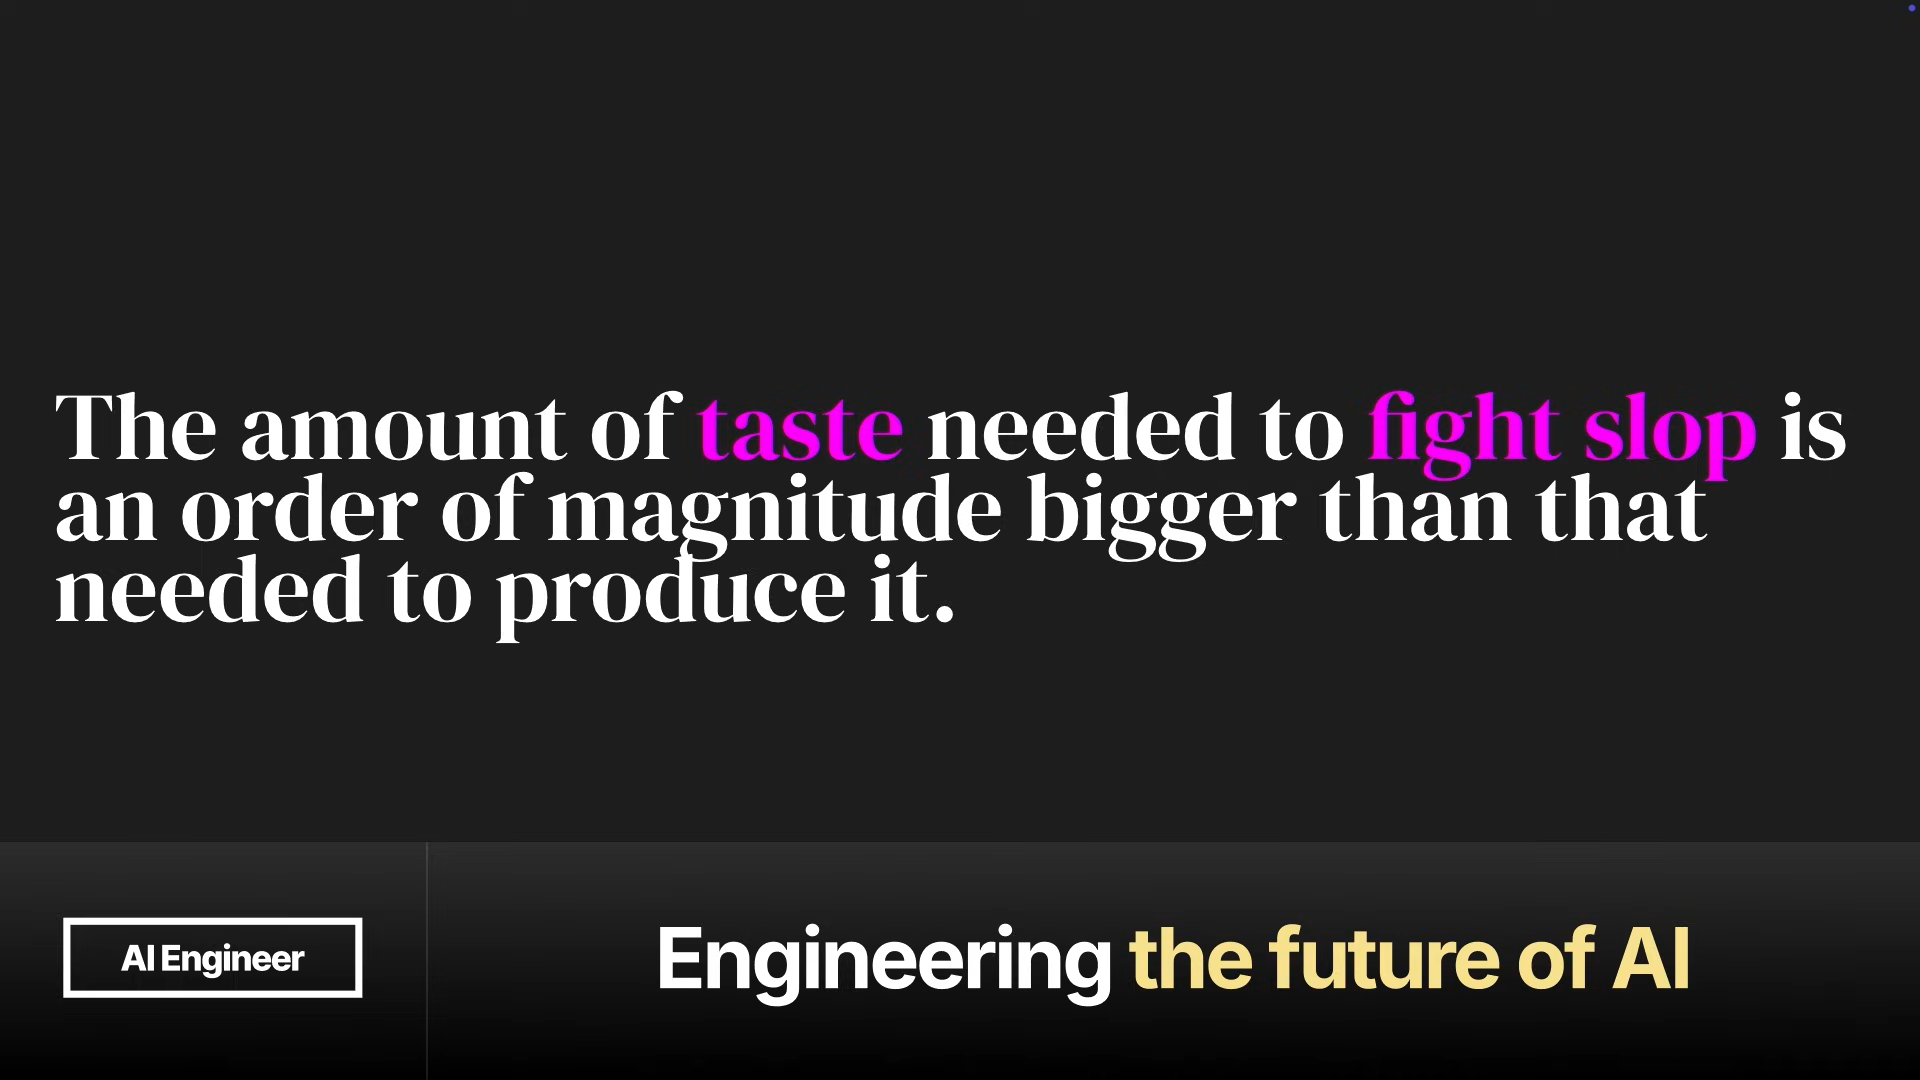 The amount of taste needed to fight slop is
an order of magnitude bigger than that
needed to produce it.
AI Engineer
Engineering the future of AI